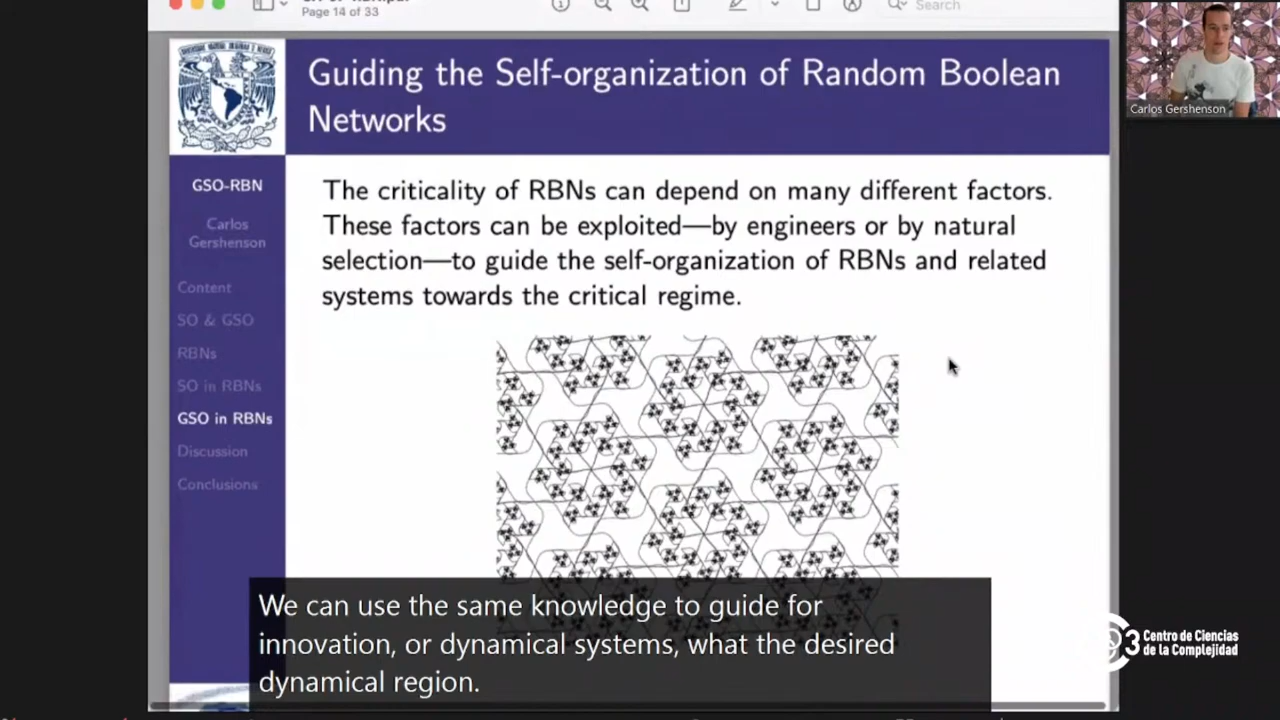 Page 14 of 33
Search
Guiding the Self-organization of Random Boolean
Networks
GSO-RBN
Carlos
Gershenson
Content
SO & GSO
RBNs
SO in RBNs
GSO in RBNs
Discussion
Conclusions
The criticality of RBNs can depend on many different factors.
These factors can be exploited—by engineers or by natural
selection—to guide the self-organization of RBNs and related
systems towards the critical regime.
We can use the same knowledge to guide for
innovation, or dynamical systems, what the desired
dynamical region.
Carlos Gershenson
3 Centro de Ciencias
de la Complejidad